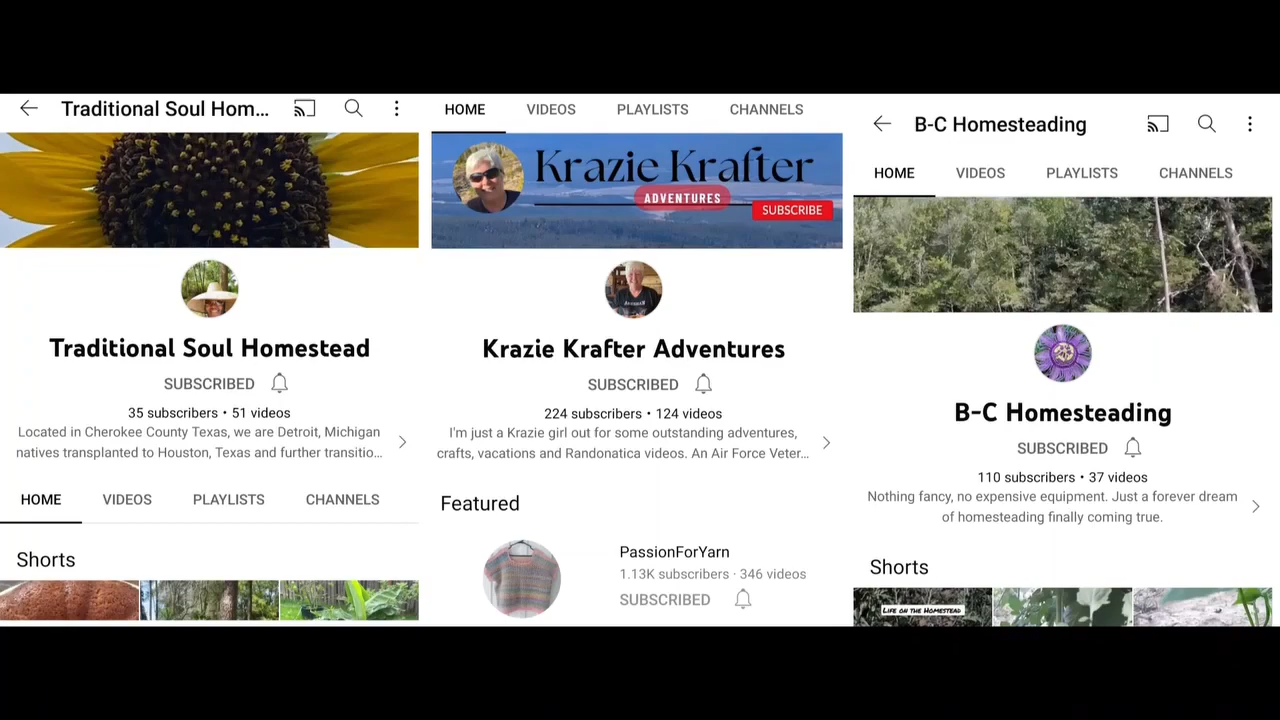 Traditional Soul Hom...
Traditional Soul Homestead
SUBSCRIBED
35 subscribers • 51 videos
Located in Cherokee County Texas, we are Detroit, Michigan
natives transplanted to Houston, Texas and further transitio...
HOME VIDEOS PLAYLISTS CHANNELS
Shorts
HOME VIDEOS PLAYLISTS CHANNELS
Krazie Krafter
ADVENTURES
SUBSCRIBE
Krazie Krafter Adventures
SUBSCRIBED
224 subscribers • 124 videos
I'm just a Krazie girl out for some outstanding adventures,
crafts, vacations and Randonatica videos. An Air Force Veter...
Featured
PassionForYarn
1.13K subscribers · 346 videos
SUBSCRIBED
B-C Homesteading
HOME VIDEOS PLAYLISTS CHANNELS
B-C Homesteading
SUBSCRIBED
110 subscribers • 37 videos
Nothing fancy, no expensive equipment. Just a forever dream
of homesteading finally coming true.
Shorts
Life on the Homestead